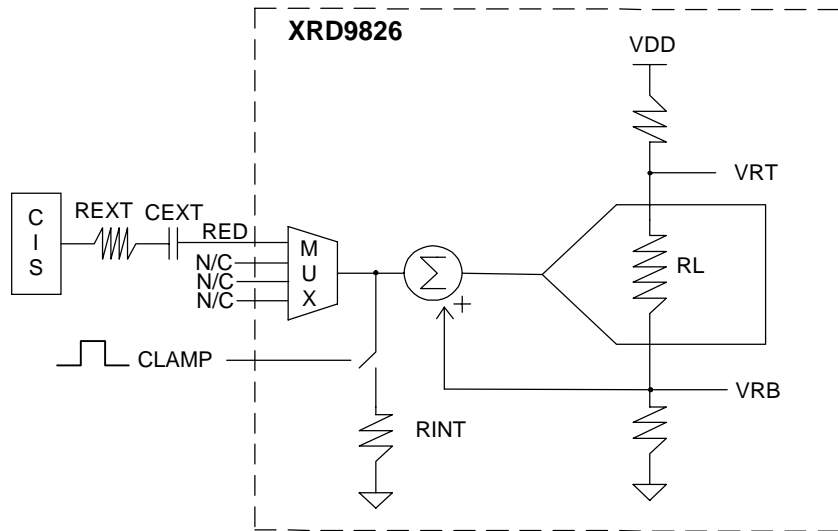 XRD9826
VDD
VRT
C
I
S
REXT
CEXT
RED
M
U
X
N/C
N/C
N/C
Σ
+
RL
CLAMP
VRB
RINT